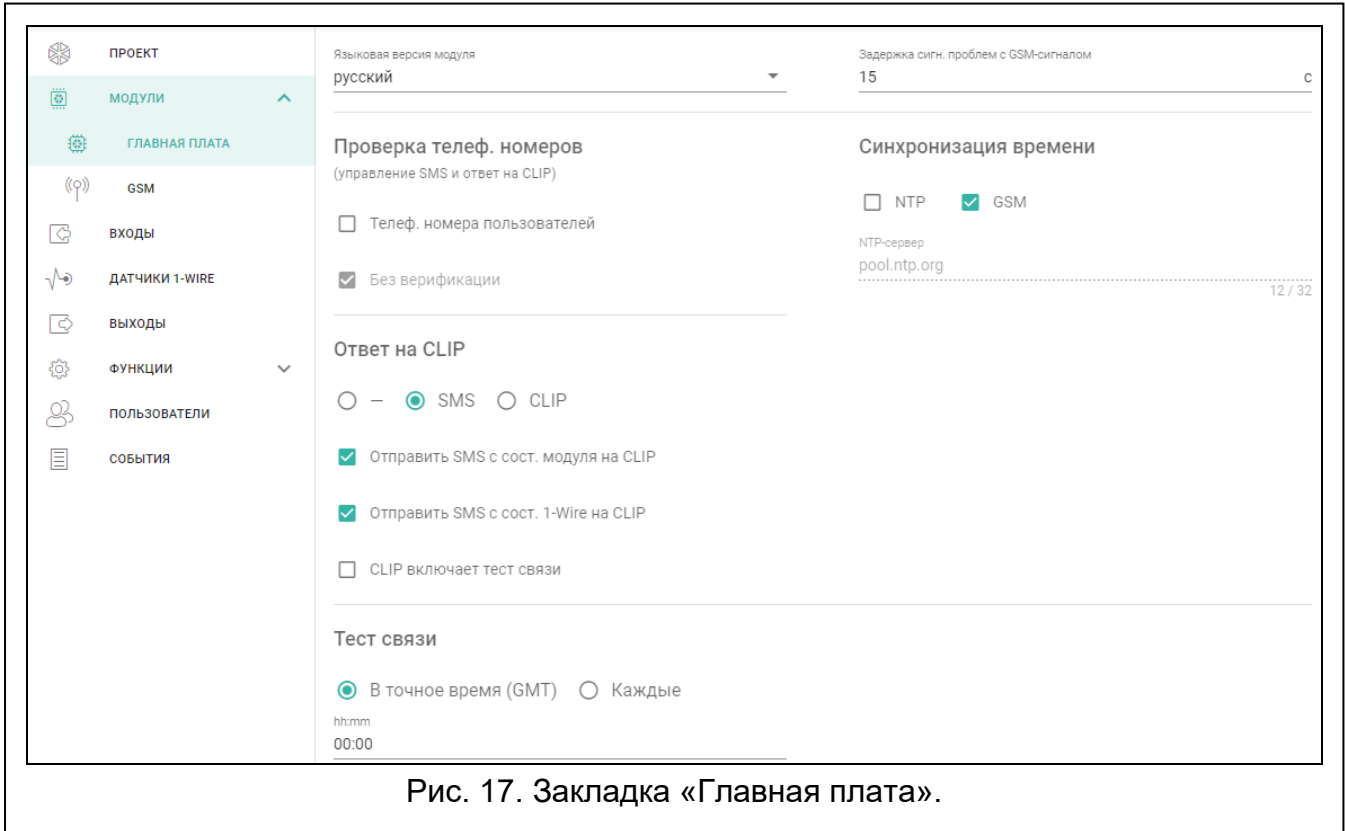 ПРОЕКТ
МОДУЛИ
ГЛАВНАЯ ПЛАТА
GSM
ВХОДЫ
ДАТЧИКИ 1-WIRE
ВЫХОДЫ
ФУНКЦИИ
ПОЛЬЗОВАТЕЛИ
СОБЫТИЯ
Языковая версия модуля
русский
Задержка сигн. проблем с GSM-сигналом
15 с
Проверка телеф. номеров
(управление SMS и ответ на CLIP)
Телеф. номера пользователей
Без верификации
Синхронизация времени
NTP GSM
NTP-сервер
pool.ntp.org
12 / 32
Ответ на CLIP
– SMS CLIP
Отправить SMS с сост. модуля на CLIP
Отправить SMS с сост. 1-Wire на CLIP
CLIP включает тест связи
Тест связи
В точное время (GMT) Каждые
hh:mm
00:00
Рис. 17. Закладка «Главная плата».